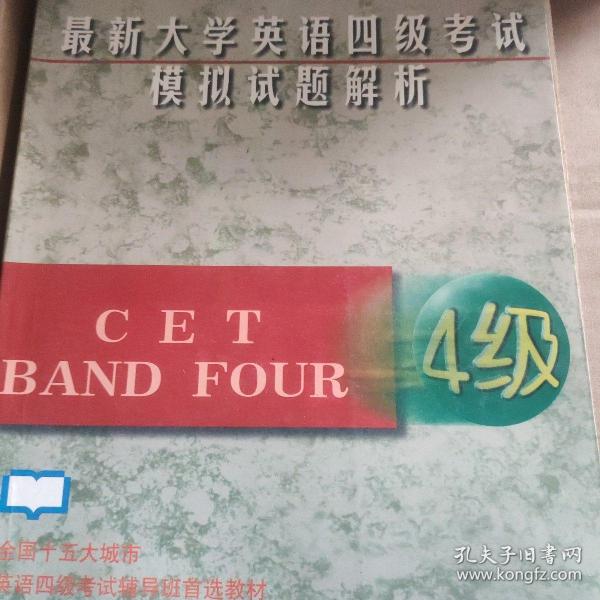 最新大学英语四级考试
模拟试题解析
CET
BAND FOUR
4级
全国十五大城市
英语四级考试辅导班首选教材
孔夫子旧书网
www.kongfz.com